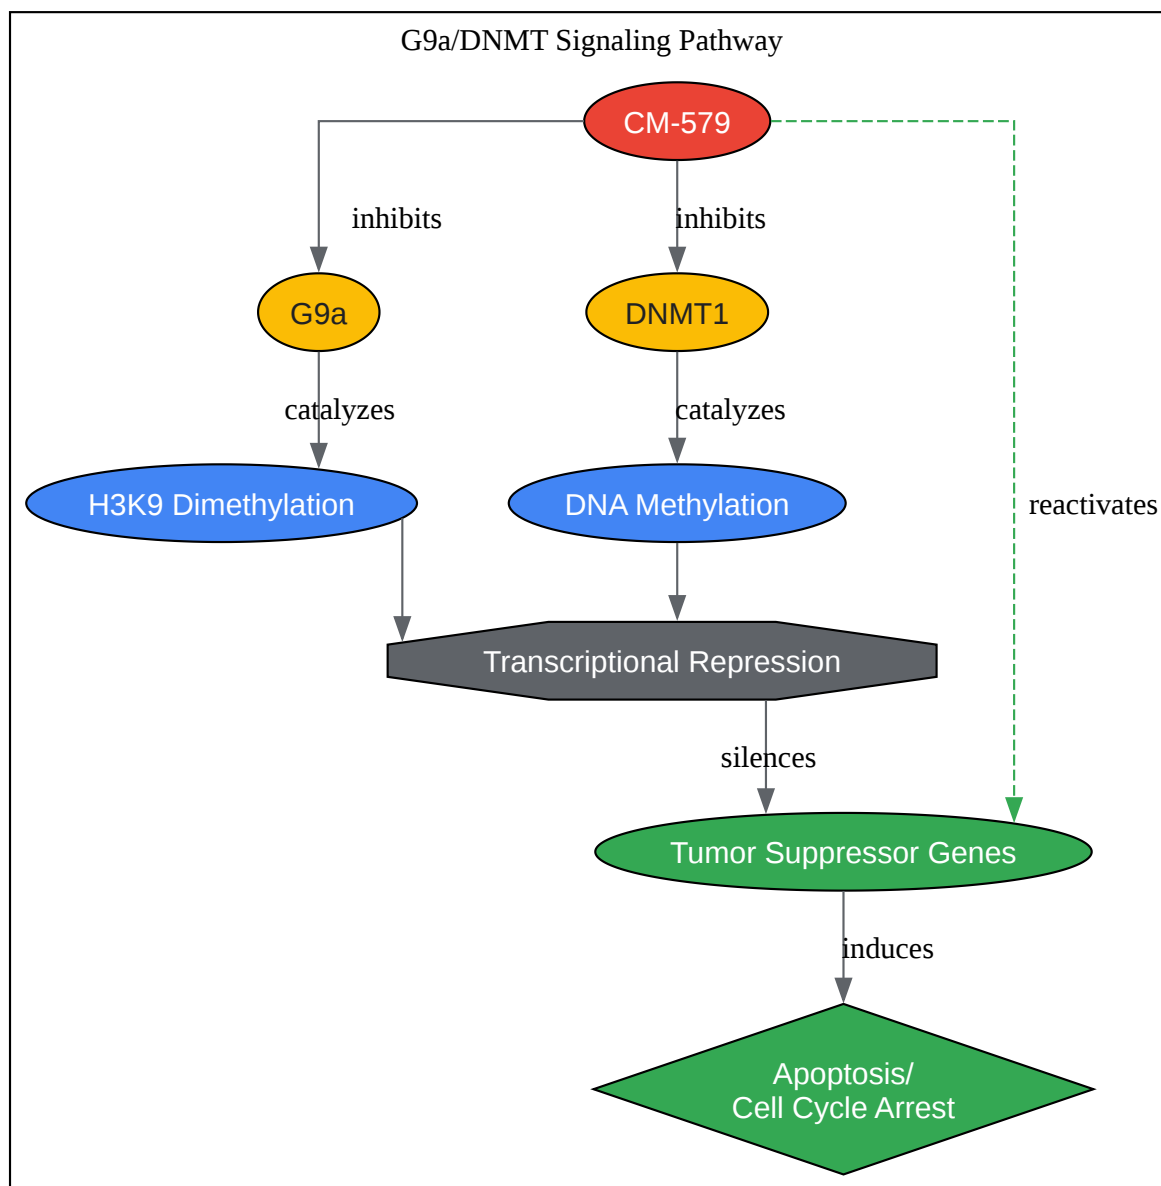 G9a/DNMT Signaling Pathway
CM-579
inhibits
inhibits
G9a
DNMT1
catalyzes
catalyzes
H3K9 Dimethylation
DNA Methylation
reactivates
Transcriptional Repression
silences
Tumor Suppressor Genes
induces
Apoptosis/
Cell Cycle Arrest